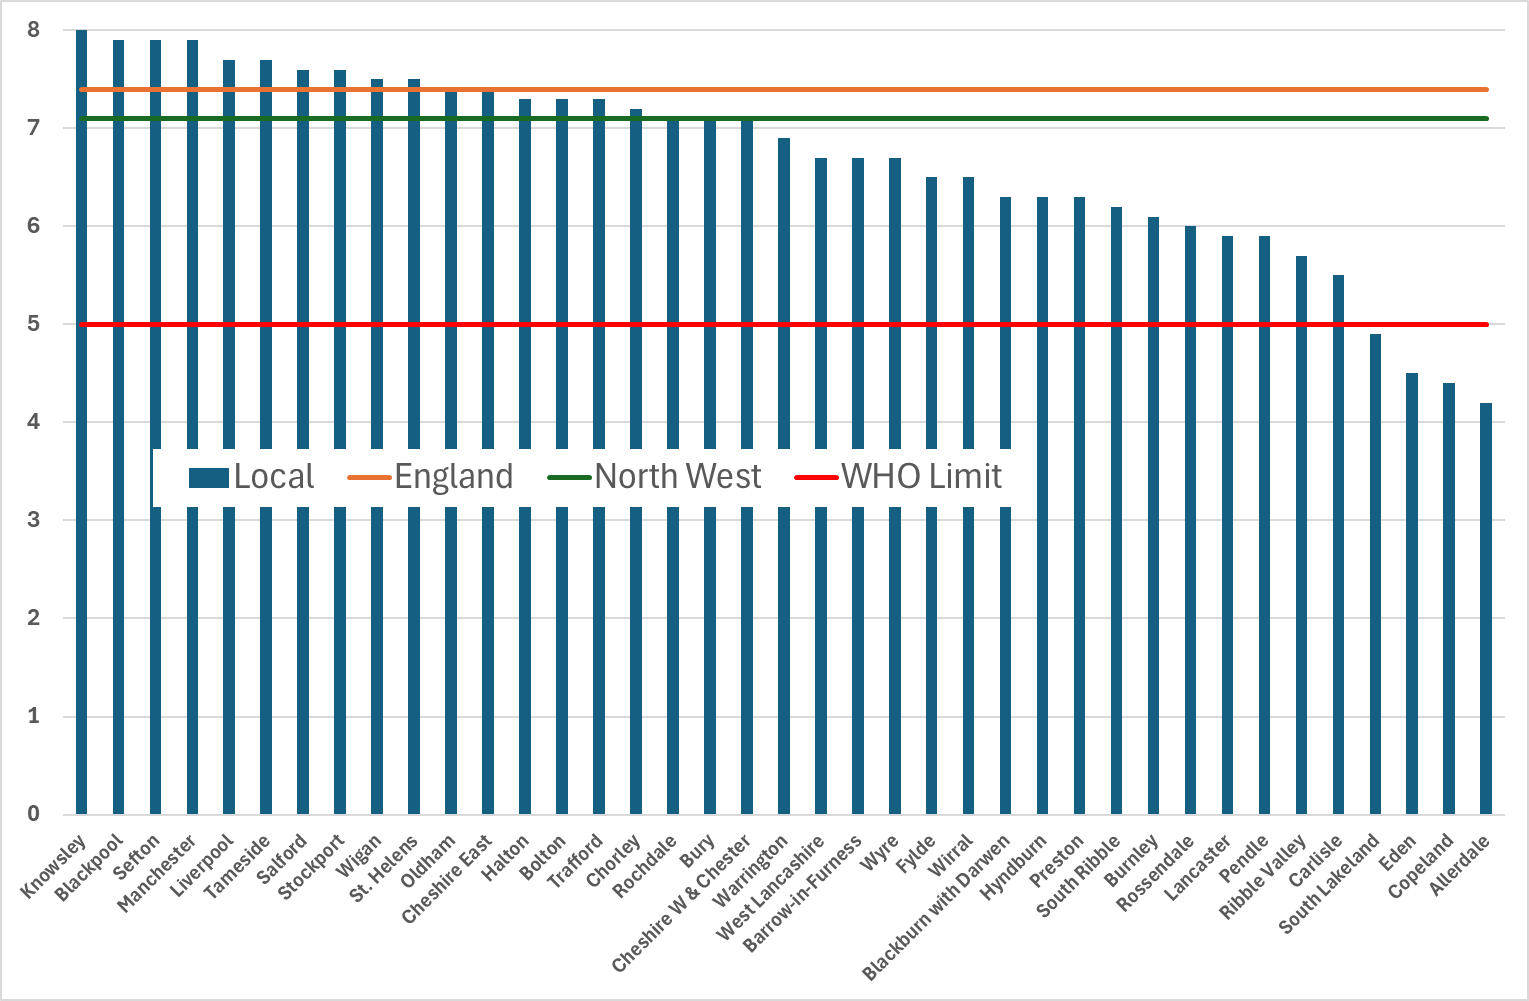 8
7
6
5
4
3
2
1
0
Local England North West WHO Limit
Knowsley
Blackpool
Sefton
Manchester
Liverpool
Tameside
Salford
Stockport
Wigan
St. Helens
Oldham
Cheshire East
Halton
Bolton
Trafford
Chorley
Rochdale
Bury
Cheshire W & Chester
Warrington
West Lancashire
Barrow-in-Furness
Wyre
Fylde
Wirral
Blackburn with Darwen
Hyndburn
Preston
South Ribble
Burnley
Rossendale
Lancaster
Pendle
Ribble Valley
Carlisle
South Lakeland
Eden
Copeland
Allerdale